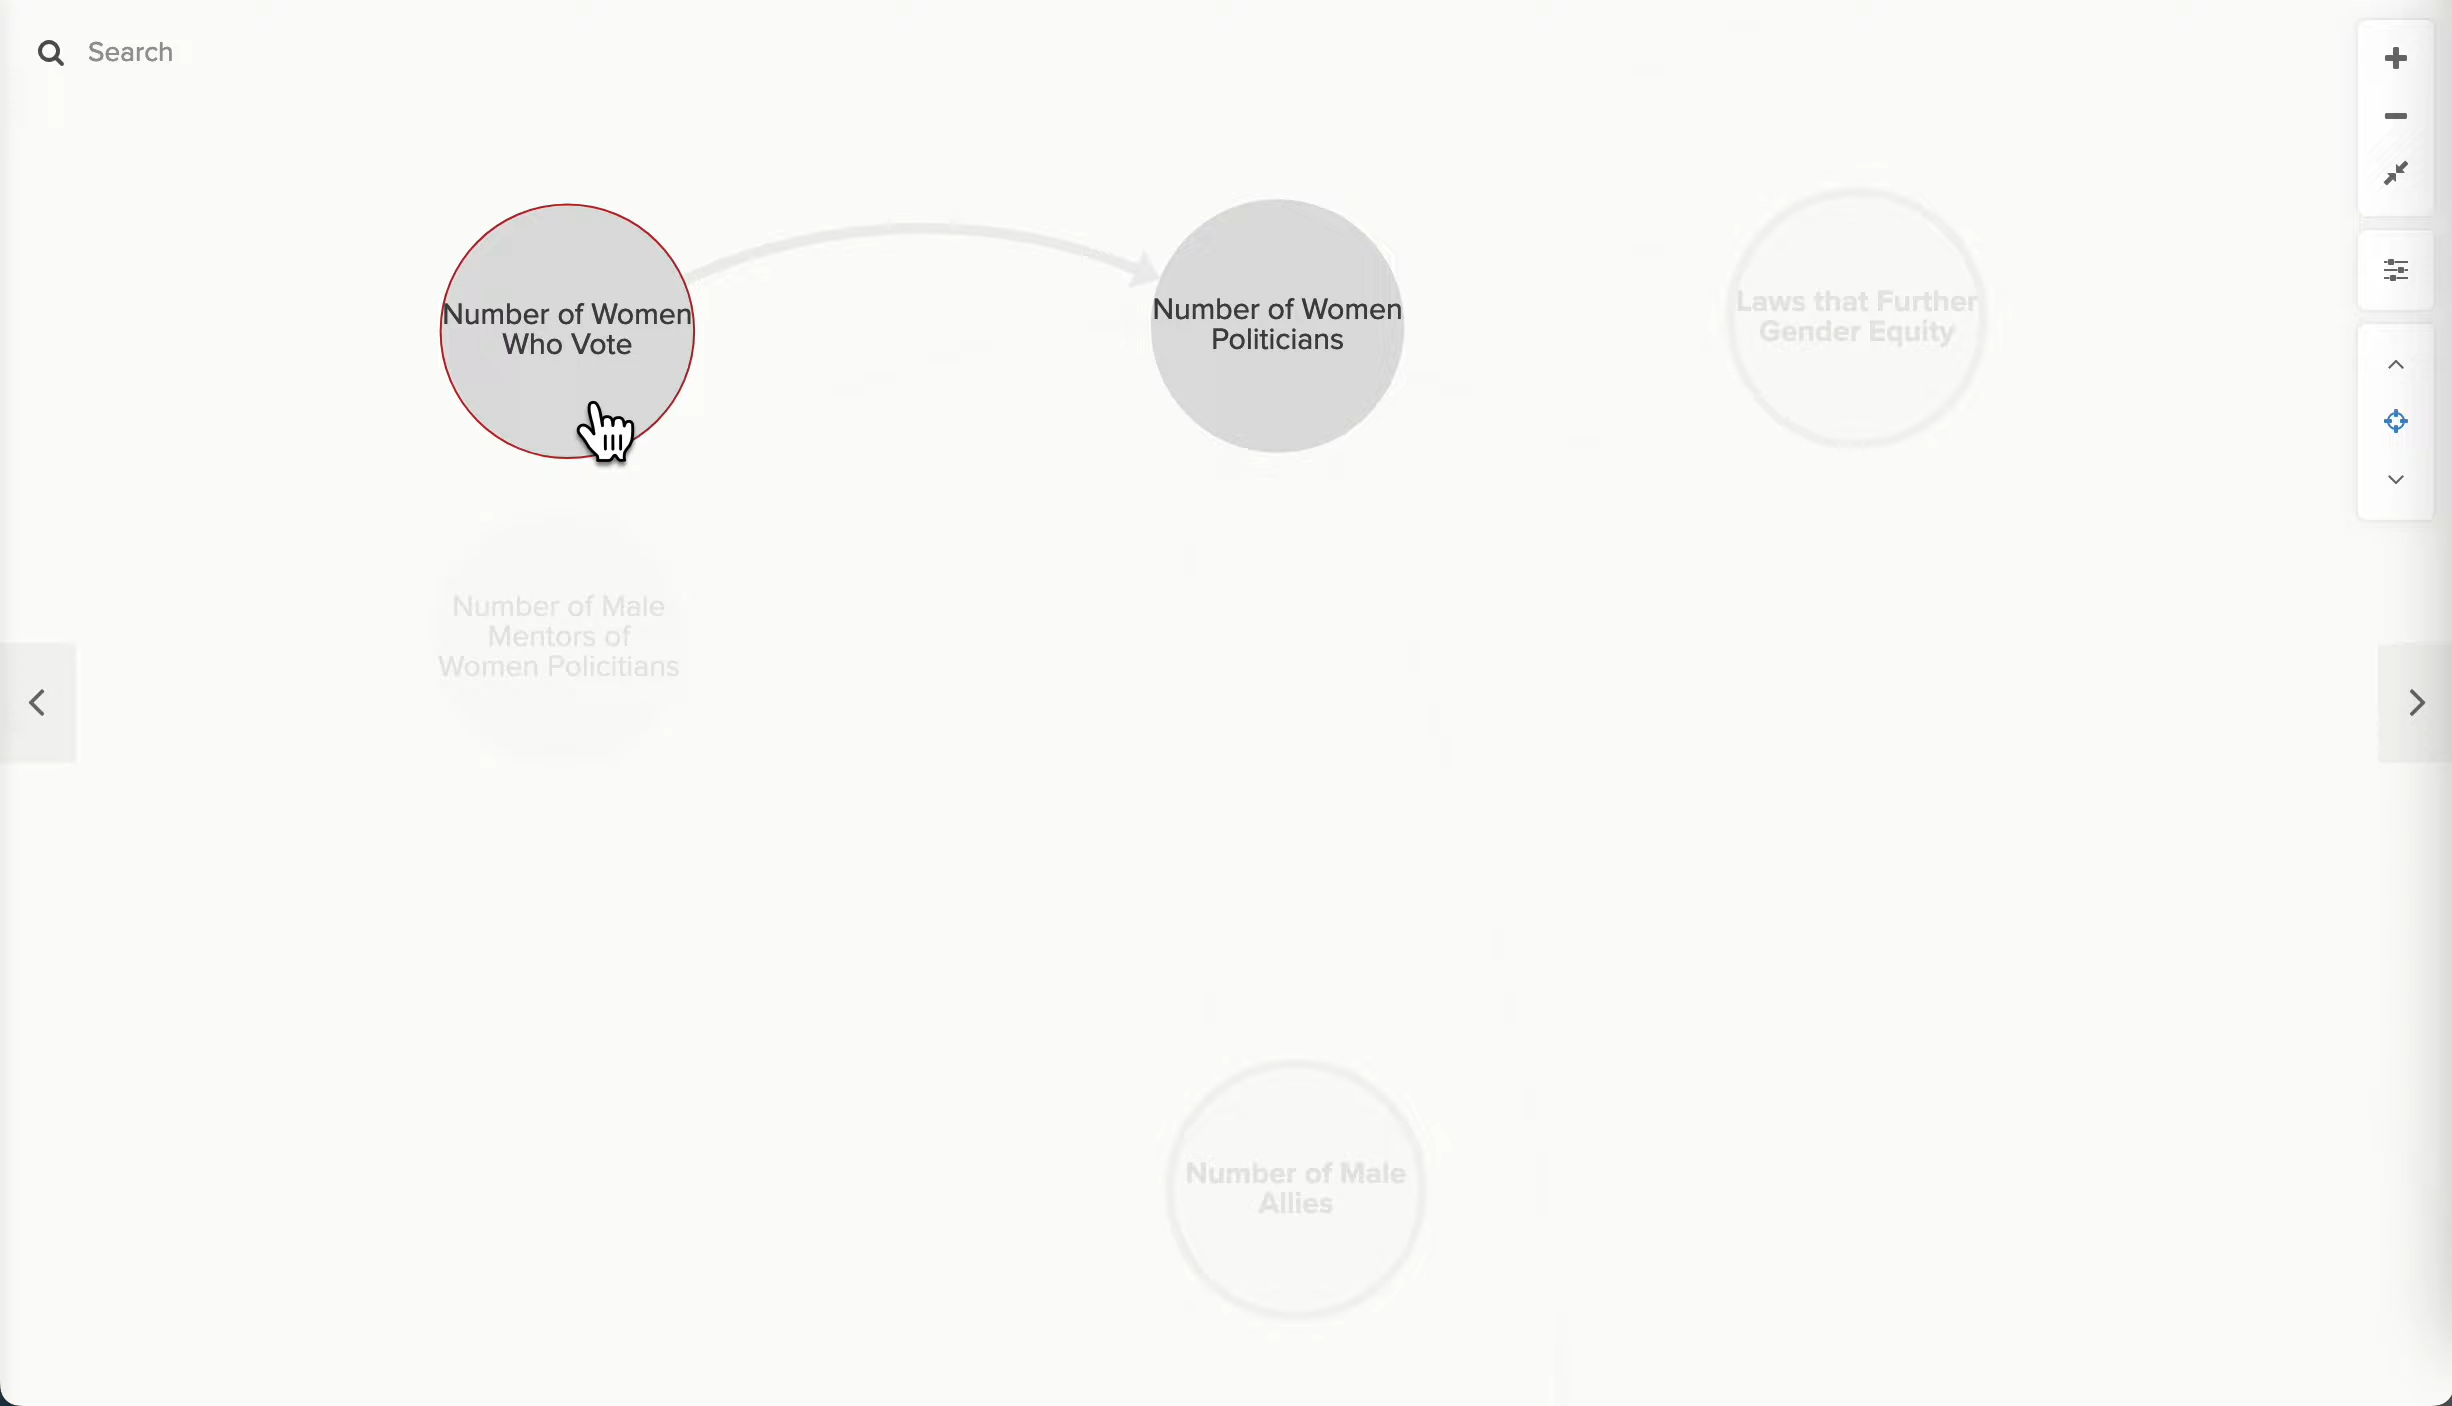 Search
Number of Women
Who Vote
Number of Women
Politicians
Laws that Further
Gender Equity
Number of Male
Mentors of
Women Policitians
Number of Male
Allies